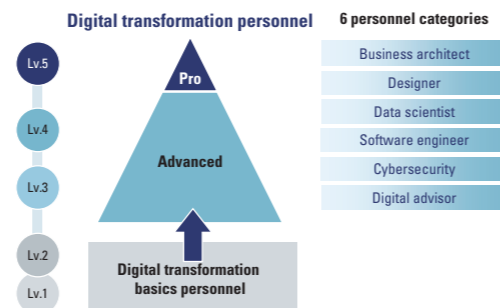 Digital transformation personnel
6 personnel categories
Lv.5
Lv.4
Lv.3
Lv.2
Lv.1
Pro
Advanced
Digital transformation
basics personnel
Business architect
Designer
Data scientist
Software engineer
Cybersecurity
Digital advisor